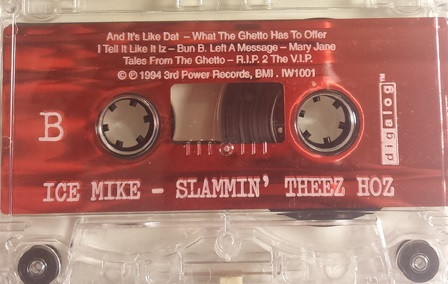 And It's Like Dat – What The Ghetto Has To Offer
I Tell It Like It Iz – Bun B. Left A Message – Mary Jane
Tales From The Ghetto – R.I.P. 2 The V.I.P.
© ℗ 1994 3rd Power Records, BMI . IW1001
B
digalog™
ICE MIKE - SLAMMIN' THEEZ HOZ